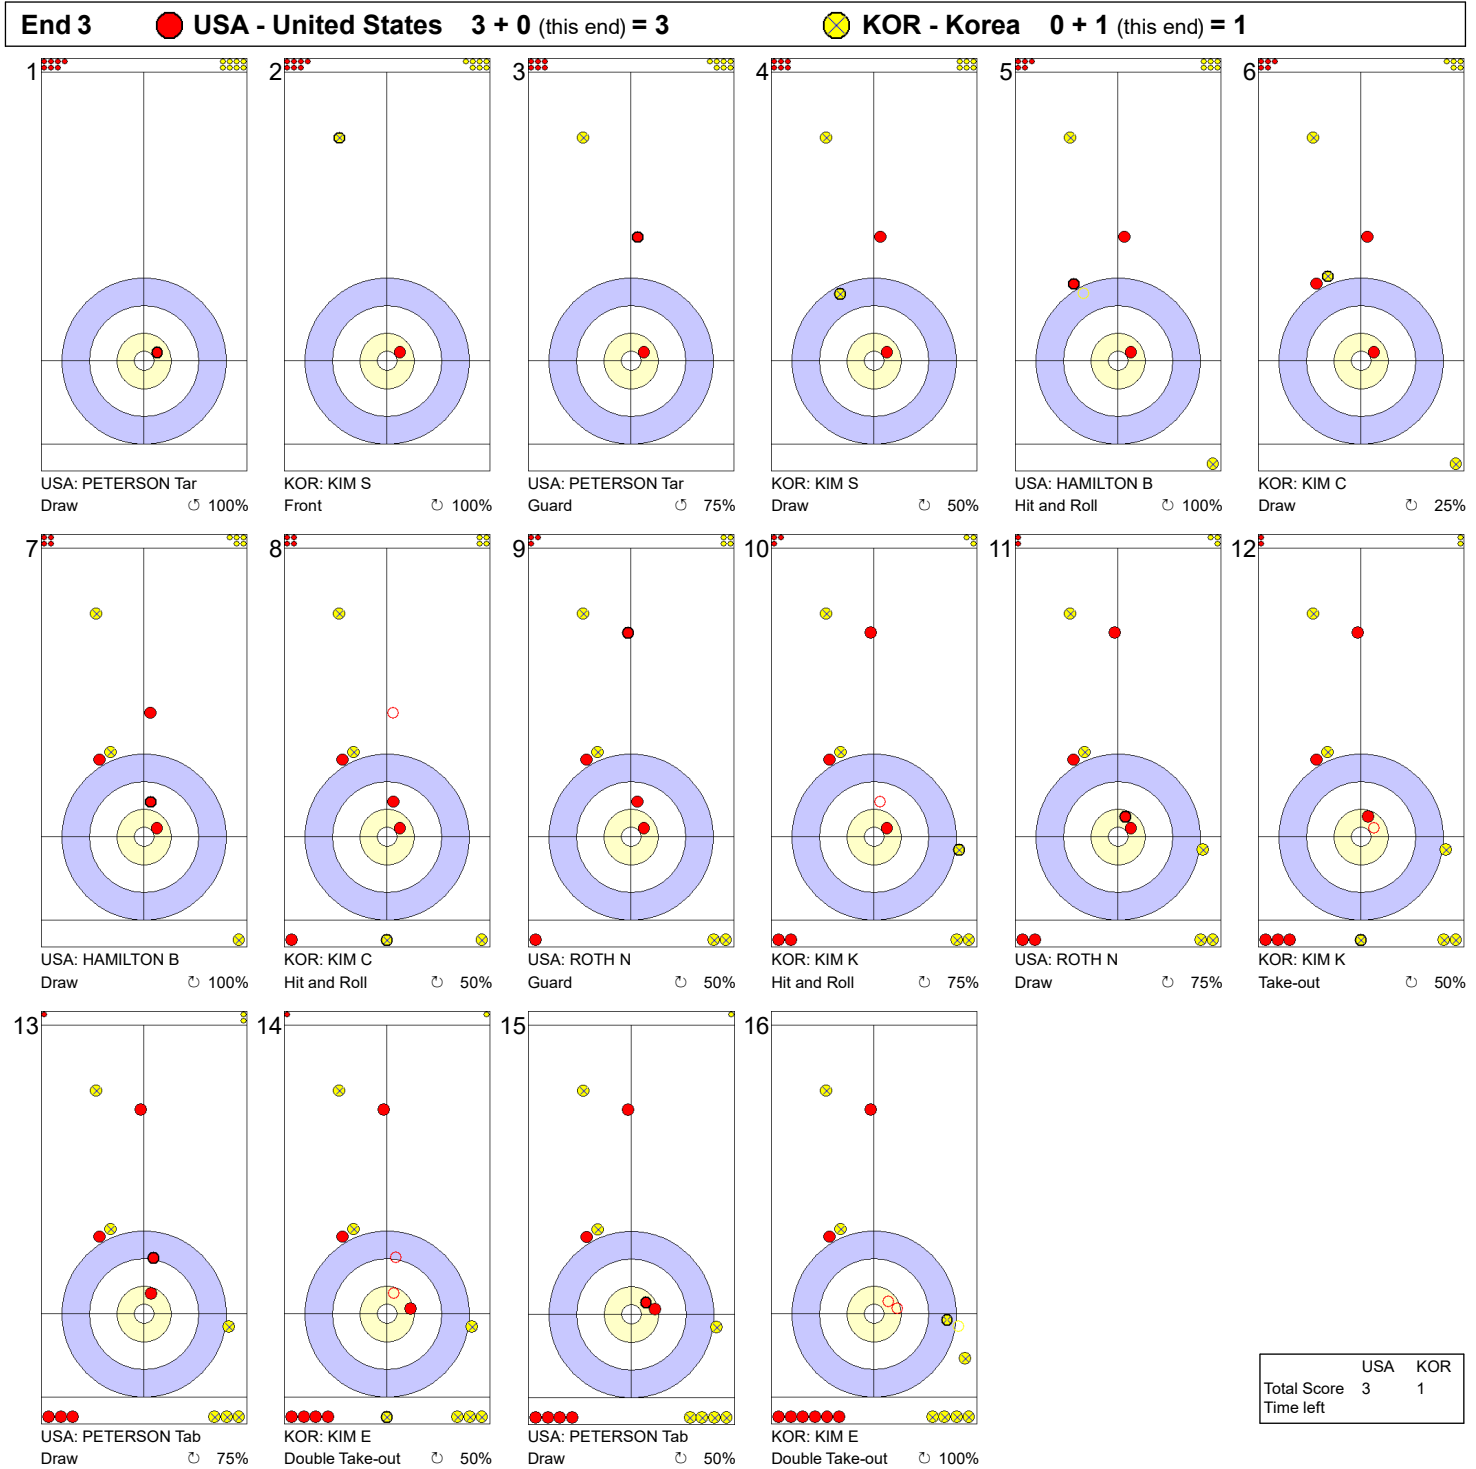 End 3 USA - United States 3 + 0 (this end) = 3 KOR - Korea 0 + 1 (this end) = 1
1 2 3 4 5 6
USA: PETERSON Tar KOR: KIM S USA: PETERSON Tar KOR: KIM S USA: HAMILTON B KOR: KIM C
Draw ↺ 100% Front ↻ 100% Guard ↻ 75% Draw ↻ 50% Hit and Roll ↻ 100% Draw ↻ 25%
7 8 9 10 11 12
USA: HAMILTON B KOR: KIM C USA: ROTH N KOR: KIM K USA: ROTH N KOR: KIM K
Draw ↻ 100% Hit and Roll ↻ 50% Guard ↻ 50% Hit and Roll ↻ 75% Draw ↻ 75% Take-out ↻ 50%
13 14 15 16
USA: PETERSON Tab KOR: KIM E USA: PETERSON Tab KOR: KIM E
Draw ↻ 75% Double Take-out ↻ 50% Draw ↻ 50% Double Take-out ↻ 100%
USA KOR
Total Score 3 1
Time left